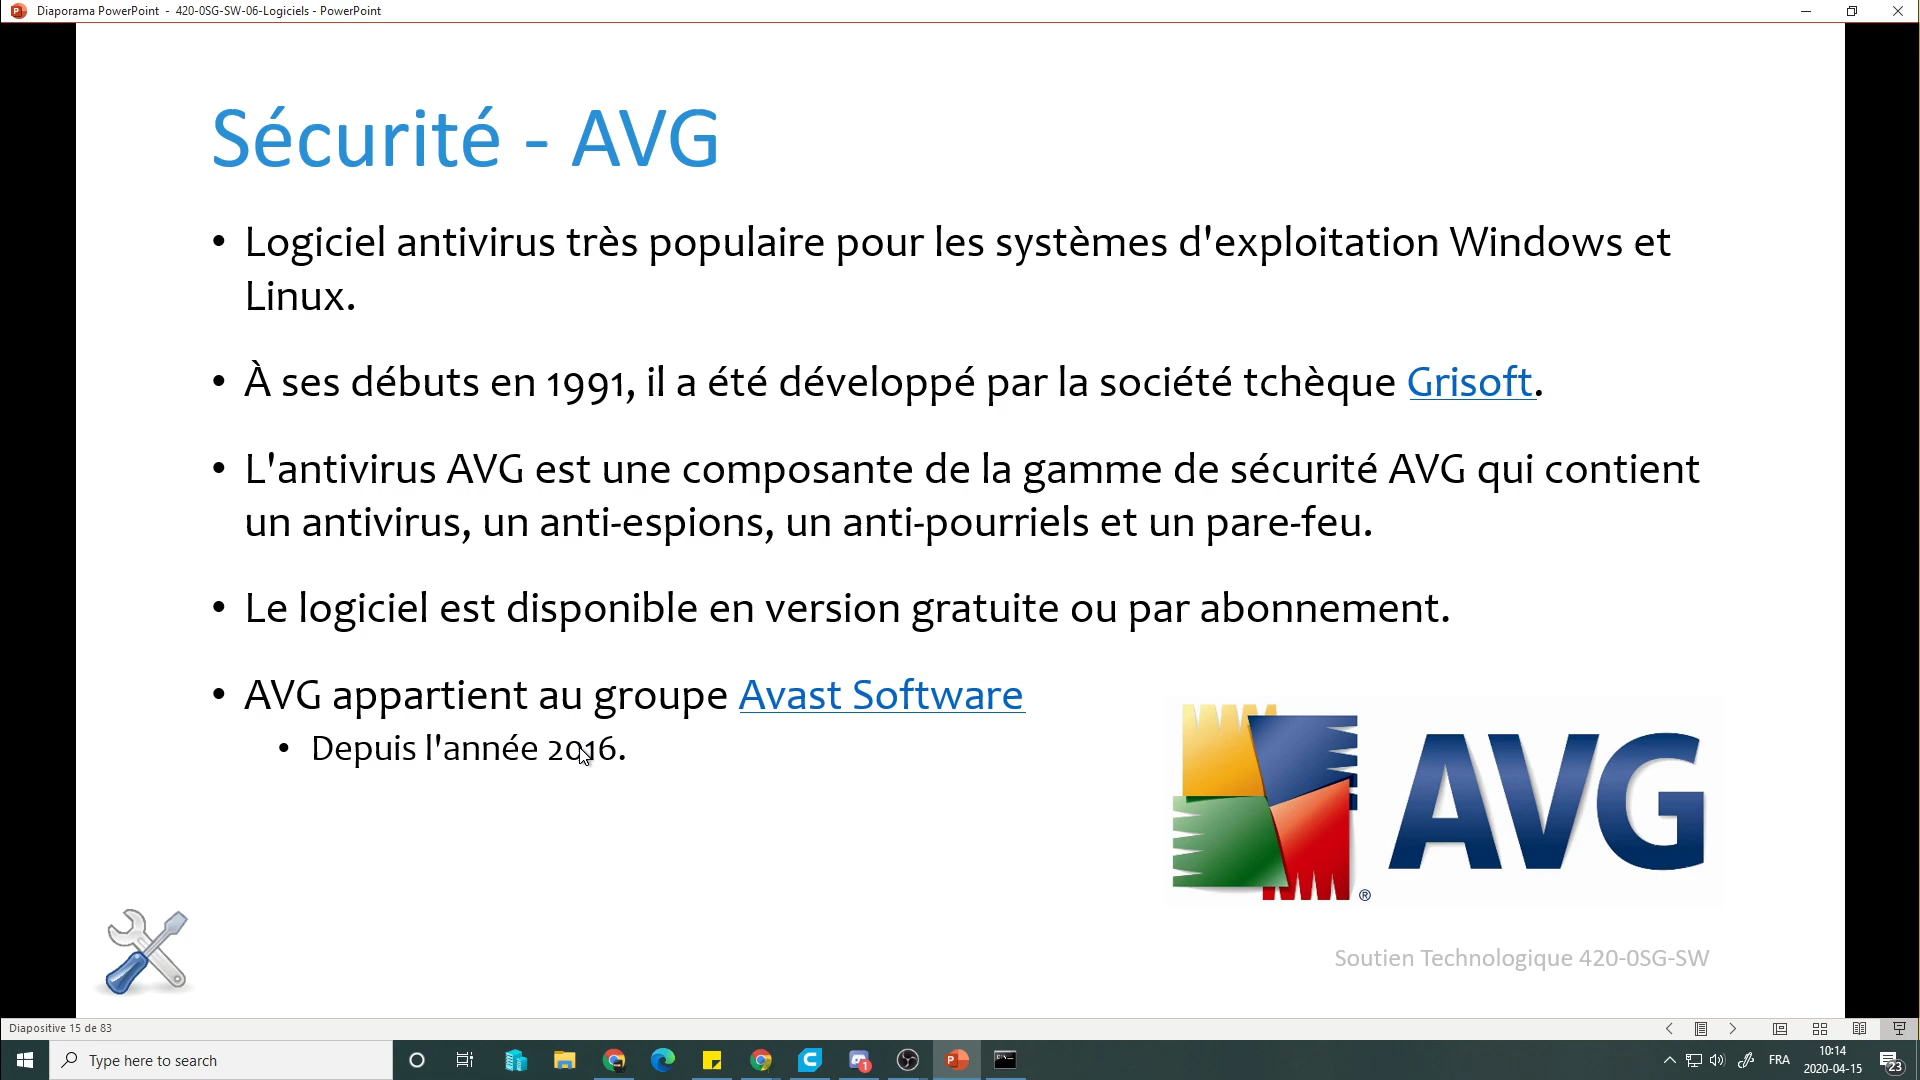 Diaporama PowerPoint - 420-0SG-SW-06-Logiciels - PowerPoint
Sécurité - AVG
• Logiciel antivirus très populaire pour les systèmes d'exploitation Windows et
Linux.
• À ses débuts en 1991, il a été développé par la société tchèque Grisoft.
• L'antivirus AVG est une composante de la gamme de sécurité AVG qui contient
un antivirus, un anti-espions, un anti-pourriels et un pare-feu.
• Le logiciel est disponible en version gratuite ou par abonnement.
• AVG appartient au groupe Avast Software
• Depuis l'année 2016.
AVG
®
Soutien Technologique 420-0SG-SW
Diapositive 15 de 83
Type here to search
1
FRA
10:14
2020-04-15
23